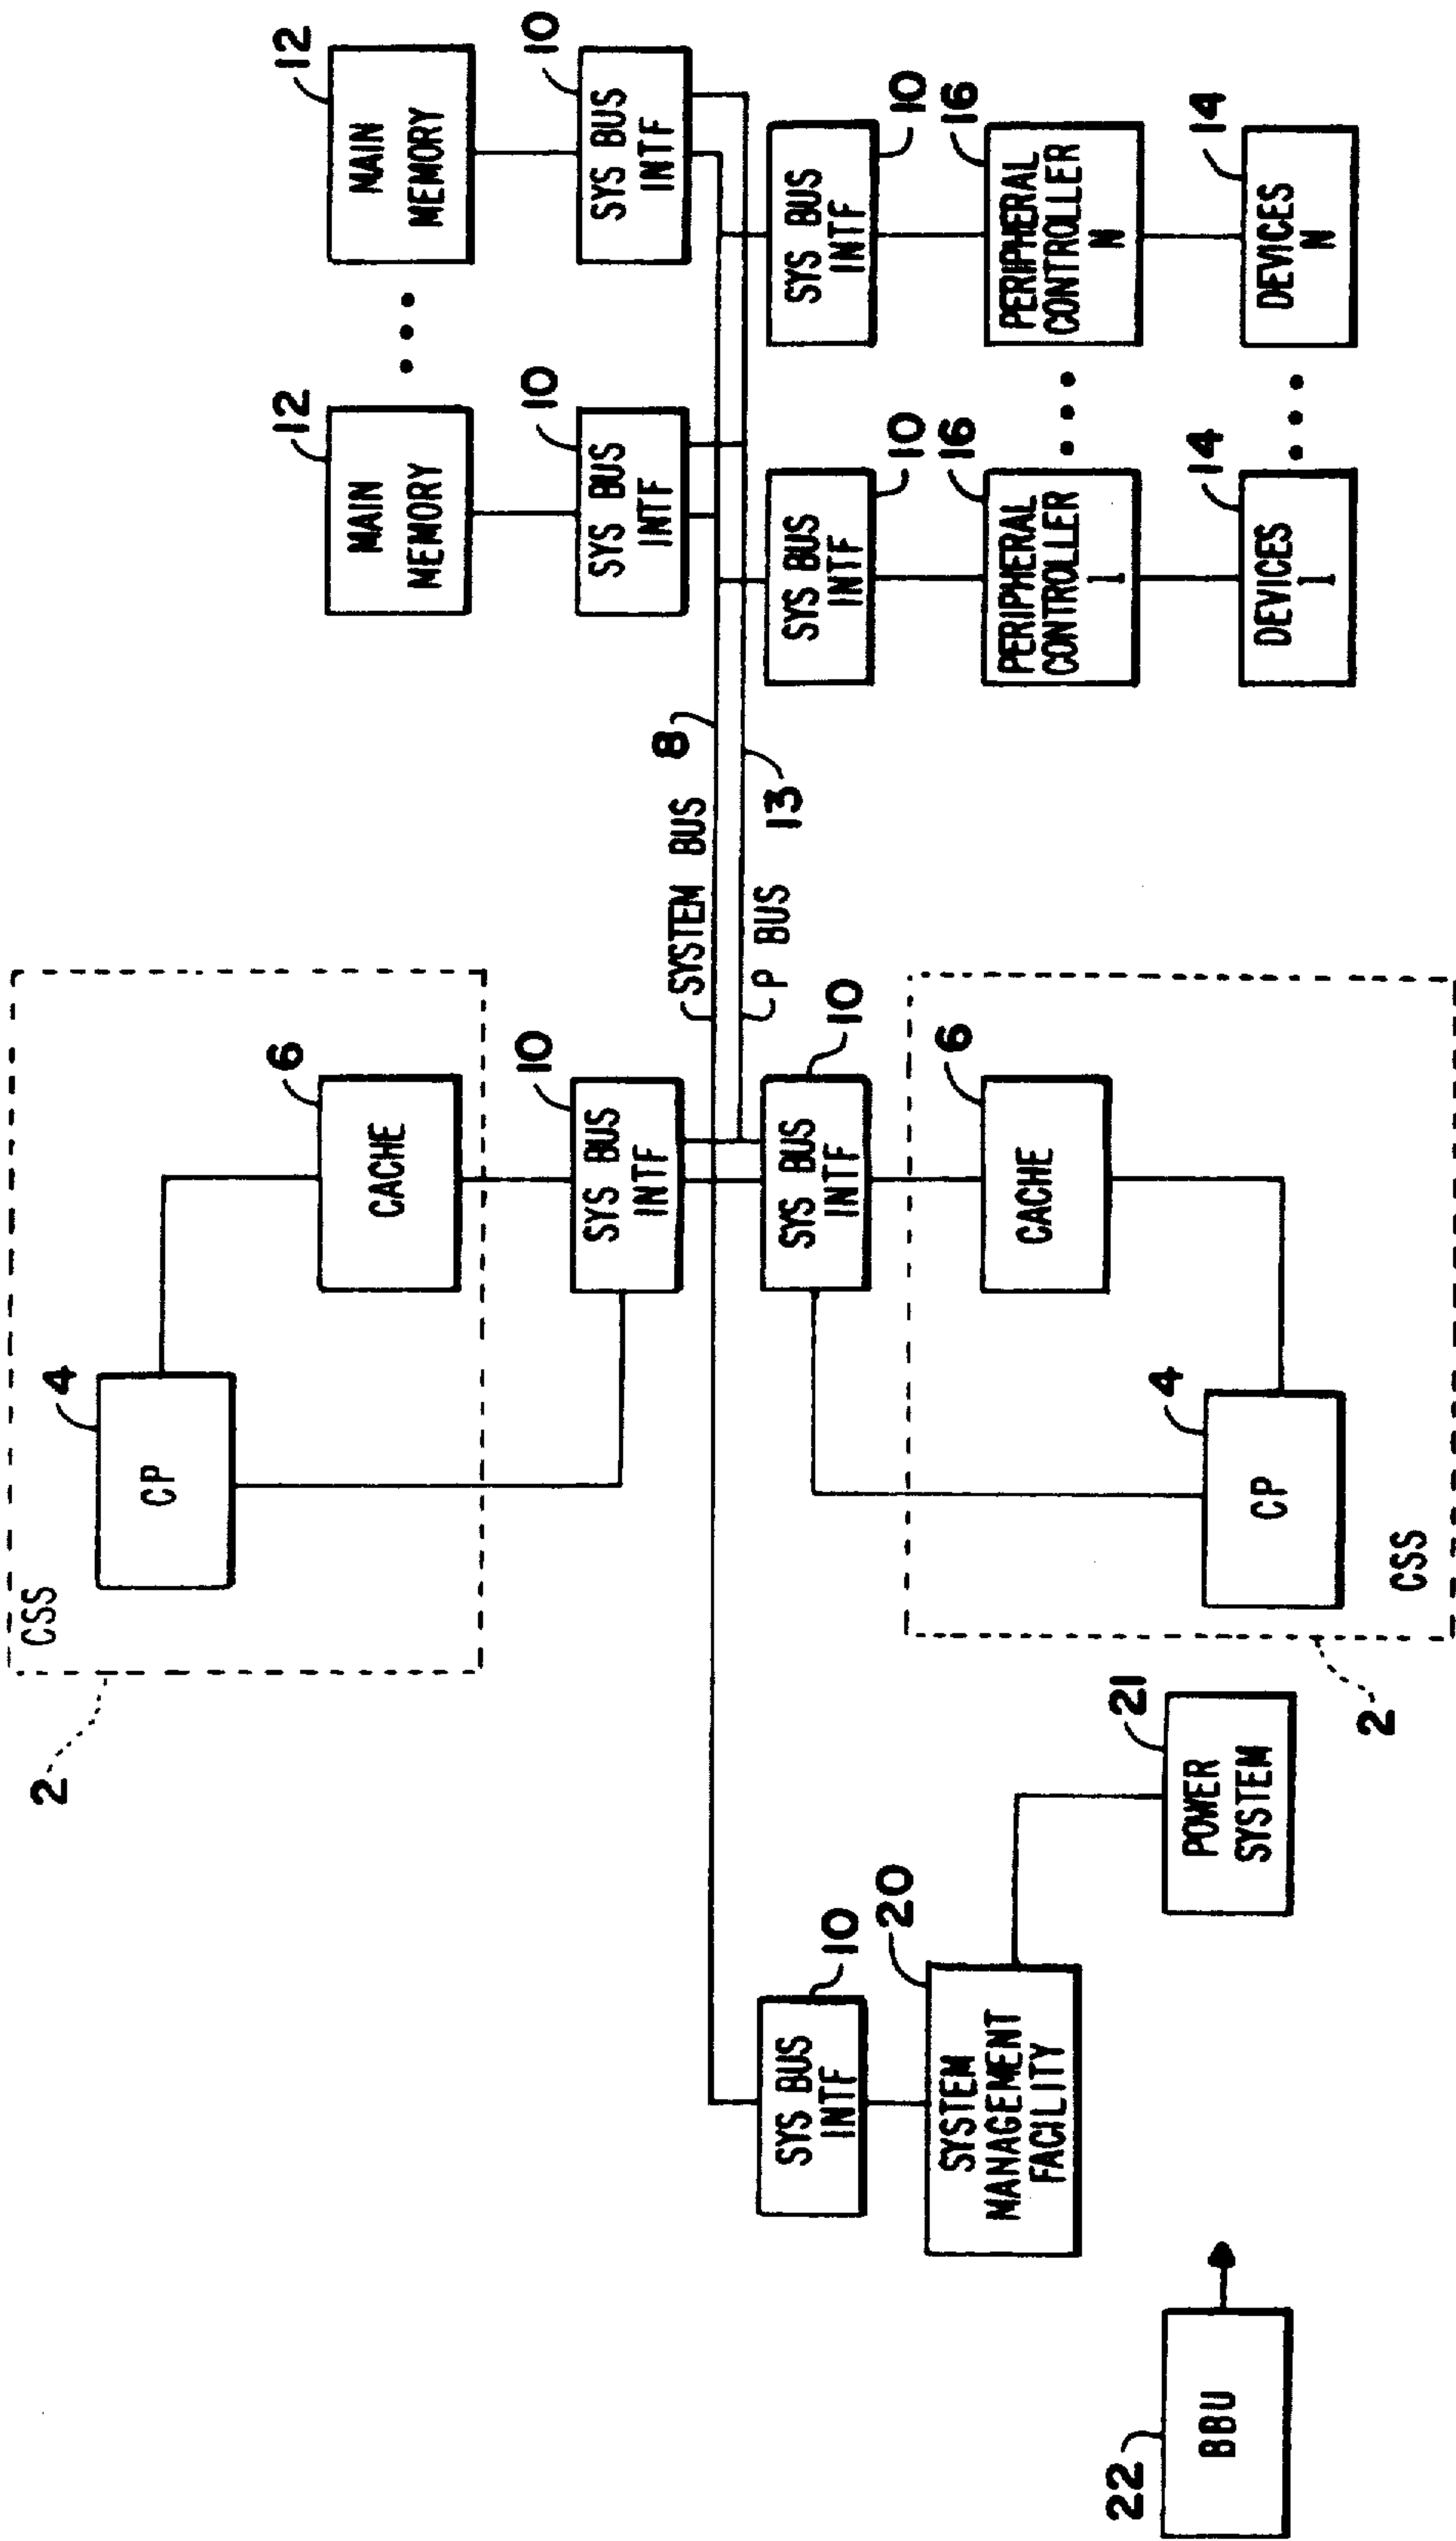 12
MAIN
MEMORY
12
MAIN
MEMORY
10
SYS BUS
INTF
10
SYS BUS
INTF
10
SYS BUS
INTF
10
SYS BUS
INTF
16
PERIPHERAL
CONTROLLER
N
16
PERIPHERAL
CONTROLLER
1
14
DEVICES
N
14
DEVICES
1
8
SYSTEM BUS
13
P BUS
CSS
2
4
CP
6
CACHE
10
SYS BUS
INTF
10
SYS BUS
INTF
6
CACHE
4
CP
CSS
2
10
SYS BUS
INTF
20
SYSTEM
MANAGEMENT
FACILITY
21
POWER
SYSTEM
22
BBU